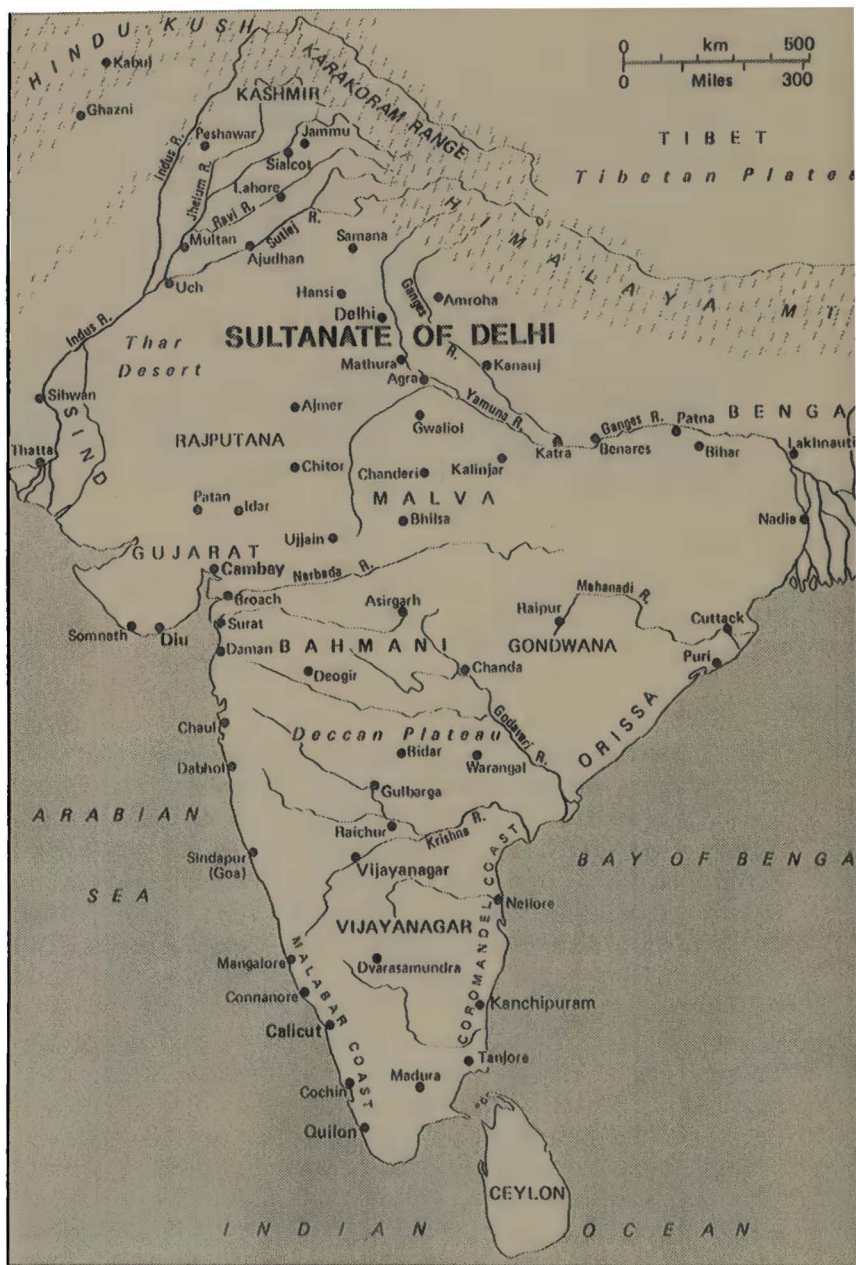 HINDU-KUSH
Kabul
Ghazni
0 km 500
0 Miles 300
KARAKORAM RANGE
KASHMIR
TIBET
Tibetan Platea
Indus R.
Peshawar
Jammu
Sialcot
Jhelum R.
Lahore
Ravi R.
Sutlej R.
Multan
Ajudhan
Samana
HIMALAYA MT
Uch
Hansi
Delhi
Ganges R.
Amroha
Indus R.
Thar
Desert
SULTANATE OF DELHI
Mathura
Agra
Kanauj
Sihwan
SIND
Ajmer
Yamuna R.
Gwaliol
Ganges R.
Patna
BENGA
RAJPUTANA
Katra
Benares
Bihar
Lakhnauti
Thatta
Chitor
Chanderi
Kalinjar
MALVA
Patan
Idar
Bhilsa
Nadia
Ujjain
GUJARAT
Cambay
Nerbada R.
Broach
Asirgarh
Mahanadi R.
Raipur
Cuttack
Somnath
Diu
Surat
Daman
BAHMANI
GONDWANA
Puri
Deogir
Chanda
Godavari R.
ORISSA
Chaul
Deccan Plateau
Bidar
Warangal
Dabhol
Gulbarga
ARABIAN
SEA
Raichur
Krishna R.
Sindapur
(Goa)
Vijayanagar
BAY OF BENGA
COROMANDEL COAST
Nellore
VIJAYANAGAR
MALABAR COAST
Mangalore
Dvarasamundra
Connanore
Kanchipuram
Calicut
Tanjore
Cochin
Madura
Quilon
CEYLON
INDIAN OCEAN